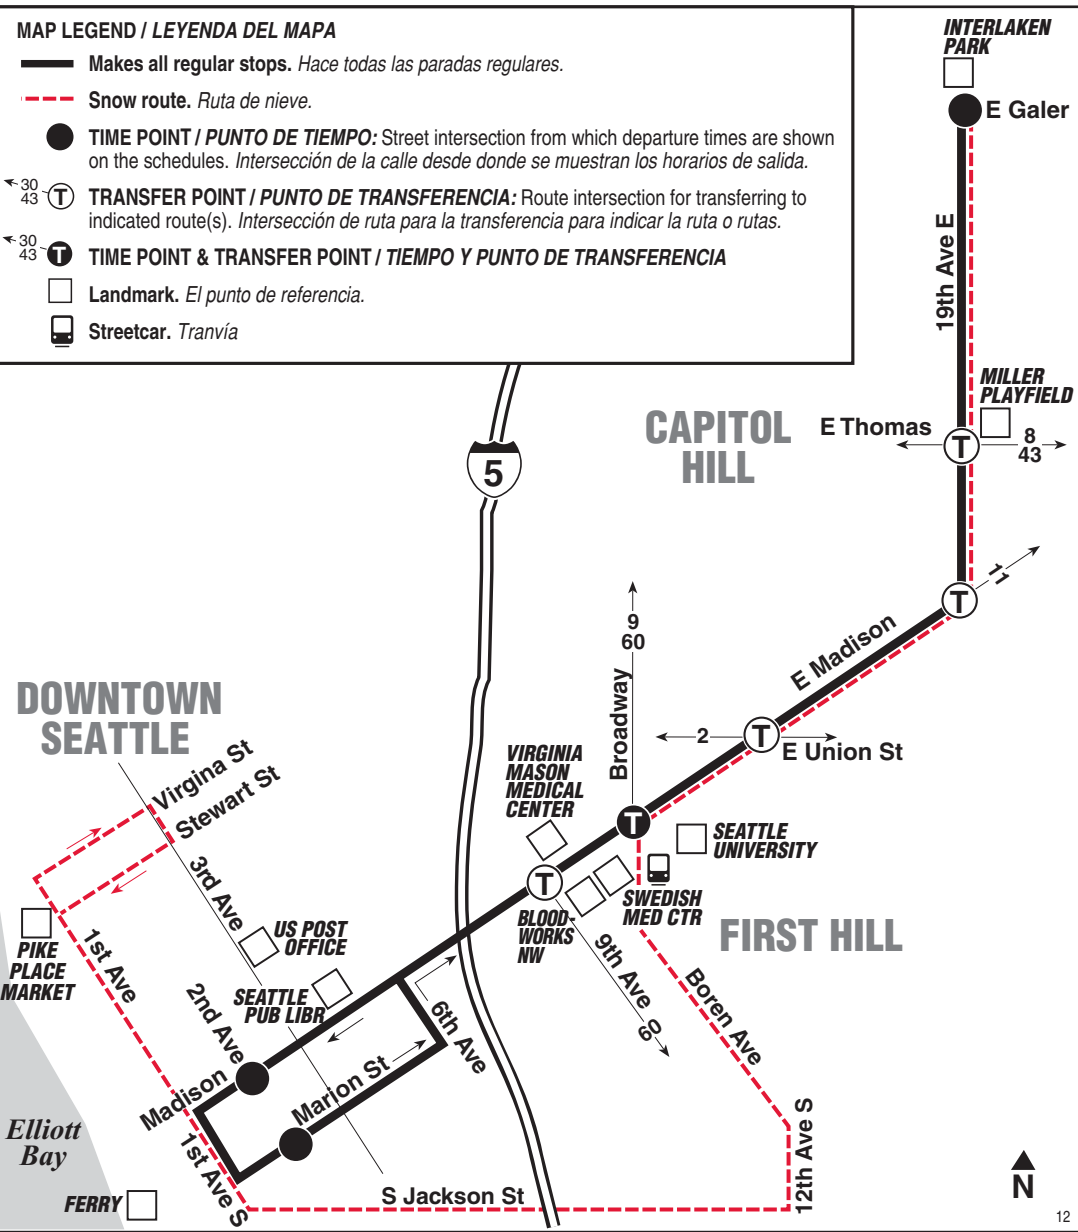 MAP LEGEND / LEYENDA DEL MAPA
Makes all regular stops. Hace todas las paradas regulares.
Snow route. Ruta de nieve.
TIME POINT / PUNTO DE TIEMPO: Street intersection from which departure times are shown
on the schedules. Intersección de la calle desde donde se muestran los horarios de salida.
30
43
T
TRANSFER POINT / PUNTO DE TRANSFERENCIA: Route intersection for transferring to
indicated route(s). Intersección de ruta para la transferencia para indicar la ruta o rutas.
30
43
T
TIME POINT & TRANSFER POINT / TIEMPO Y PUNTO DE TRANSFERENCIA
Landmark. El punto de referencia.
Streetcar. Tranvía
INTERLAKEN
PARK
E Galer
19th Ave E
MILLER
PLAYFIELD
CAPITOL
HILL
E Thomas
T
8
43
5
11
T
E Madison
9
60
Broadway
2
T
E Union St
DOWNTOWN
SEATTLE
Virgina St
Stewart St
VIRGINIA
MASON
MEDICAL
CENTER
T
SEATTLE
UNIVERSITY
T
SWEDISH
MED CTR
BLOOD-
WORKS
NW
FIRST HILL
3rd Ave
US POST
OFFICE
PIKE
PLACE
MARKET
1st Ave
2nd Ave
SEATTLE
PUB LIBR
6th Ave
9th Ave
60
Boren Ave
Madison
Marion St
Elliott
Bay
1st Ave S
12th Ave S
FERRY
S Jackson St
N
12